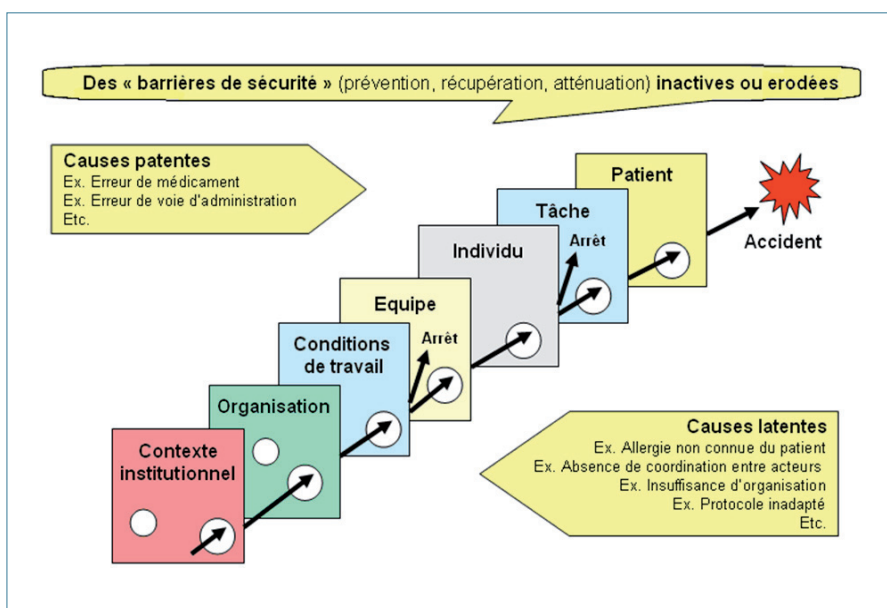 Des « barrières de sécurité » (prévention, récupération, atténuation) inactives ou erodées
Causes patentes
Ex. Erreur de médicament
Ex. Erreur de voie d'administration
Etc.
Patient
Accident
Tâche
Arrêt
Individu
Equipe
Arrêt
Conditions
de travail
Organisation
Contexte
institutionnel
Causes latentes
Ex. Allergie non connue du patient
Ex. Absence de coordination entre acteurs
Ex. Insuffisance d'organisation
Ex. Protocole inadapté
Etc.